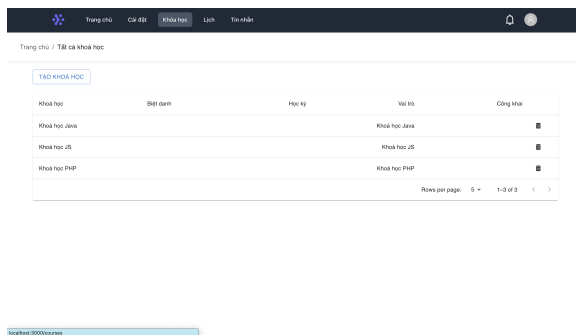 Trang chủ Cài đặt Khóa học Lịch Tin nhắn
Trang chủ / Tất cả khoá học
TẠO KHOÁ HỌC
Khoá học Biệt danh Học kỳ Vai trò Công khai
Khoá học Java Khoá học Java
Khoá học JS Khoá học JS
Khoá học PHP Khoá học PHP
Rows per page: 5 1–3 of 3
localhost:3000/courses